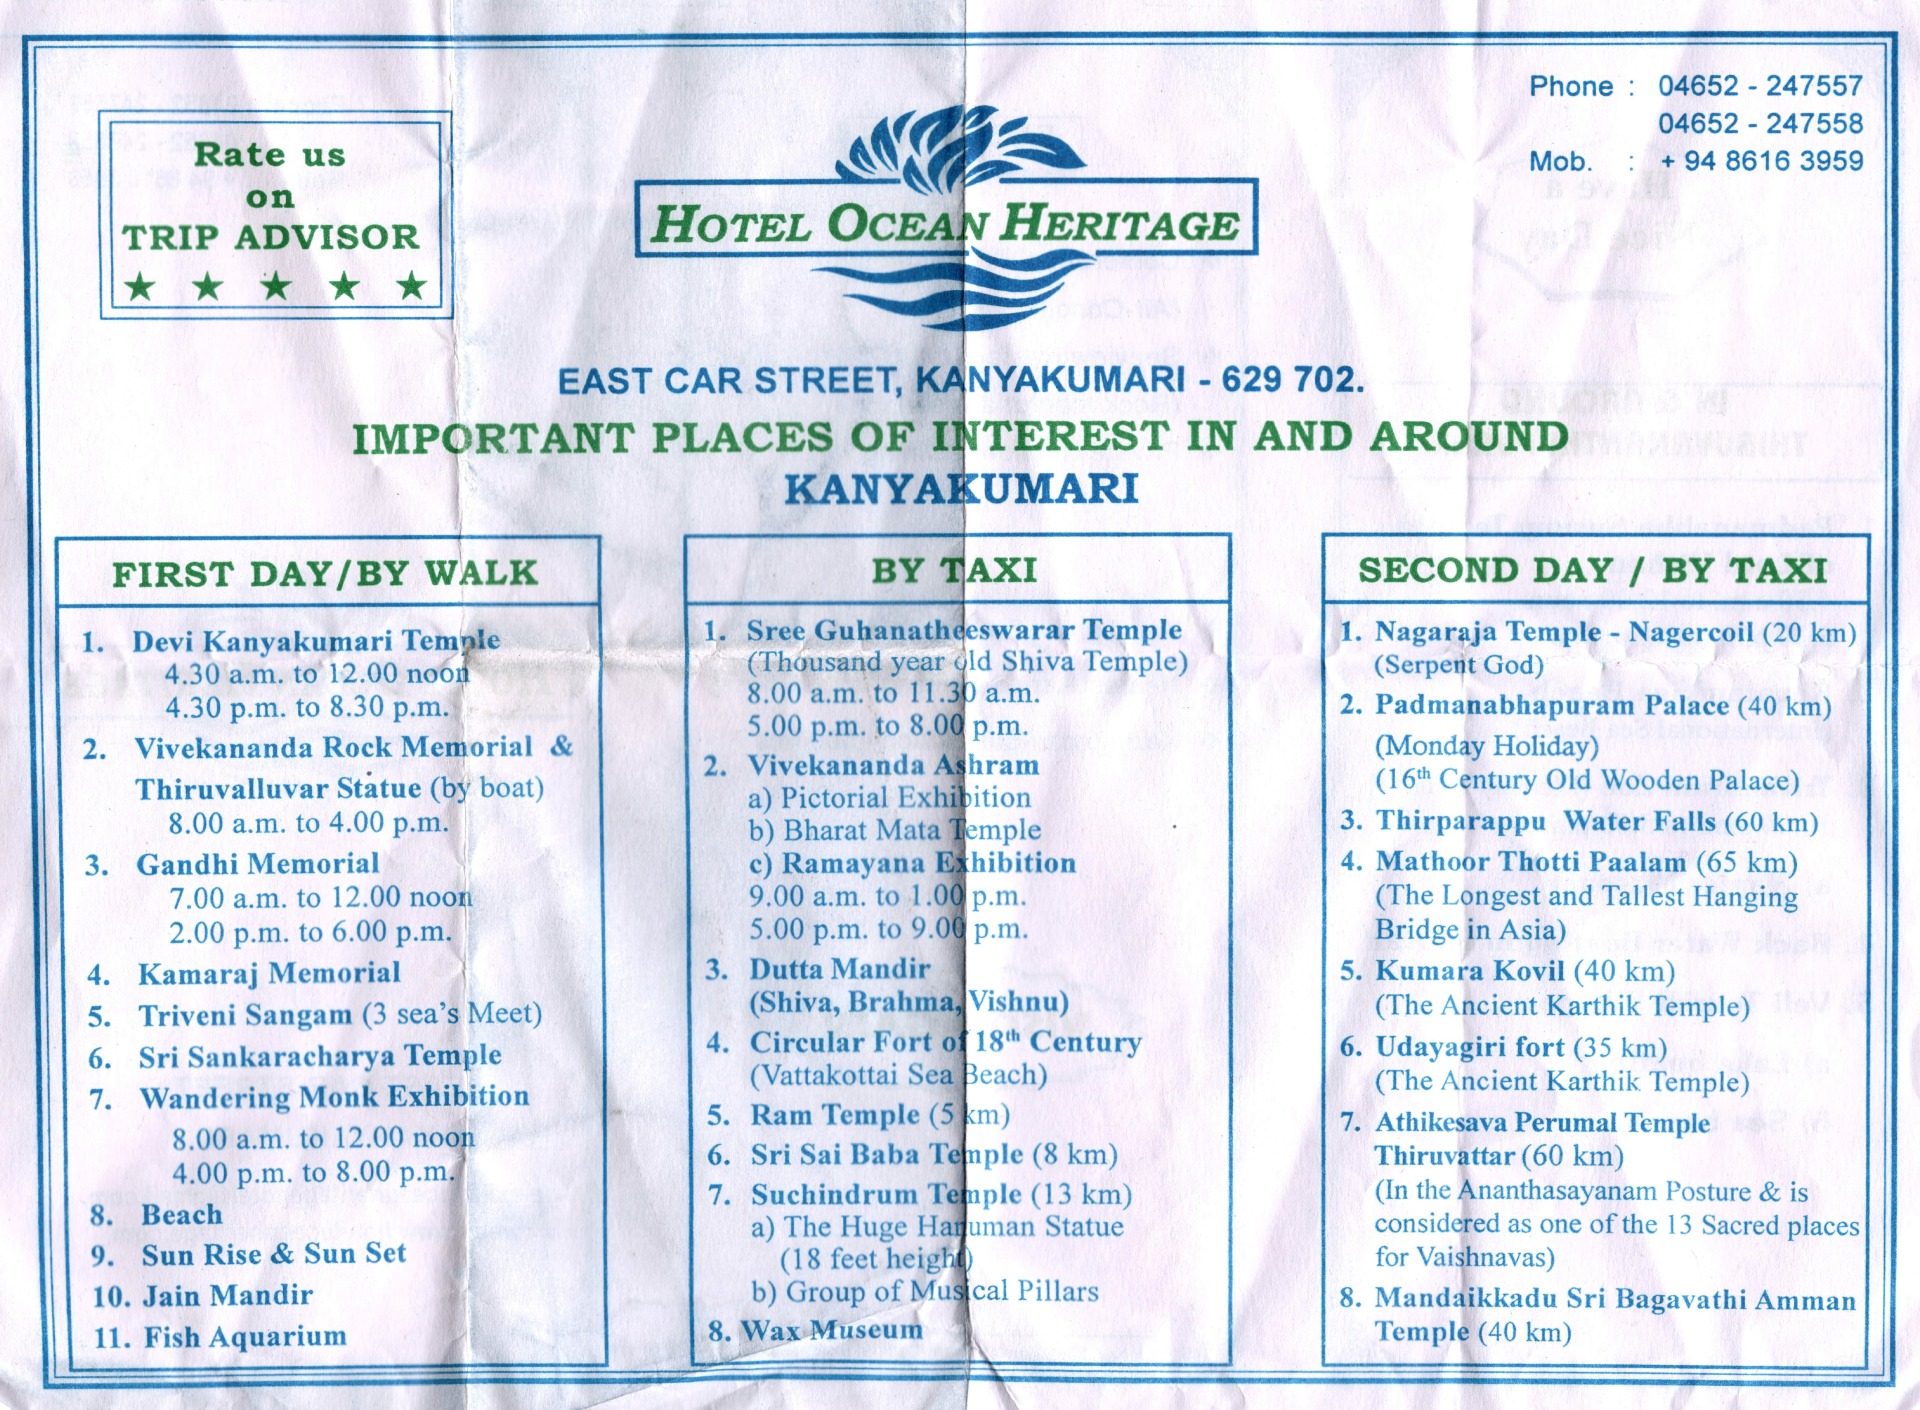 Phone : 04652 - 247557
04652 - 247558
Mob. : + 94 8616 3959
Rate us
on
TRIP ADVISOR
HOTEL OCEAN HERITAGE
EAST CAR STREET, KANYAKUMARI - 629 702.
IMPORTANT PLACES OF INTEREST IN AND AROUND
KANYAKUMARI
FIRST DAY/BY WALK
1. Devi Kanyakumari Temple
4.30 a.m. to 12.00 noon
4.30 p.m. to 8.30 p.m.
2. Vivekananda Rock Memorial &
Thiruvalluvar Statue (by boat)
8.00 a.m. to 4.00 p.m.
3. Gandhi Memorial
7.00 a.m. to 12.00 noon
2.00 p.m. to 6.00 p.m.
4. Kamaraj Memorial
5. Triveni Sangam (3 sea's Meet)
6. Sri Sankaracharya Temple
7. Wandering Monk Exhibition
8.00 a.m. to 12.00 noon
4.00 p.m. to 8.00 p.m.
8. Beach
9. Sun Rise & Sun Set
10. Jain Mandir
11. Fish Aquarium
BY TAXI
1. Sree Guhanatheeswarar Temple
(Thousand year old Shiva Temple)
8.00 a.m. to 11.30 a.m.
5.00 p.m. to 8.00 p.m.
2. Vivekananda Ashram
a) Pictorial Exhibition
b) Bharat Mata Temple
c) Ramayana Exhibition
9.00 a.m. to 1.00 p.m.
5.00 p.m. to 9.00 p.m.
3. Dutta Mandir
(Shiva, Brahma, Vishnu)
4. Circular Fort of 18th Century
(Vattakottai Sea Beach)
5. Ram Temple (5 km)
6. Sri Sai Baba Temple (8 km)
7. Suchindrum Temple (13 km)
a) The Huge Hanuman Statue
(18 feet height)
b) Group of Musical Pillars
8. Wax Museum
SECOND DAY / BY TAXI
1. Nagaraja Temple - Nagercoil (20 km)
(Serpent God)
2. Padmanabhapuram Palace (40 km)
(Monday Holiday)
(16th Century Old Wooden Palace)
3. Thirparappu Water Falls (60 km)
4. Mathoor Thotti Paalam (65 km)
(The Longest and Tallest Hanging
Bridge in Asia)
5. Kumara Kovil (40 km)
(The Ancient Karthik Temple)
6. Udayagiri fort (35 km)
(The Ancient Karthik Temple)
7. Athikesava Perumal Temple
Thiruvattar (60 km)
(In the Ananthasayanam Posture & is
considered as one of the 13 Sacred places
for Vaishnavas)
8. Mandaikkadu Sri Bagavathi Amman
Temple (40 km)